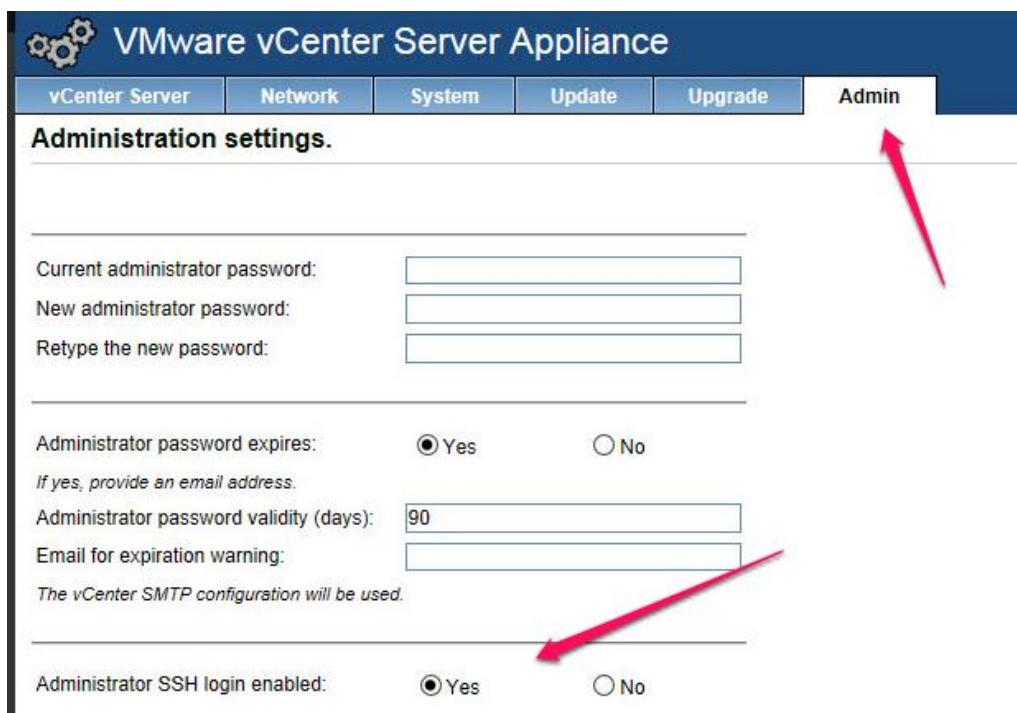 VMware vCenter Server Appliance
vCenter Server Network System Update Upgrade Admin
Administration settings.
Current administrator password:
New administrator password:
Retype the new password:
Administrator password expires: Yes No
If yes, provide an email address.
Administrator password validity (days): 90
Email for expiration warning:
The vCenter SMTP configuration will be used.
Administrator SSH login enabled: Yes No